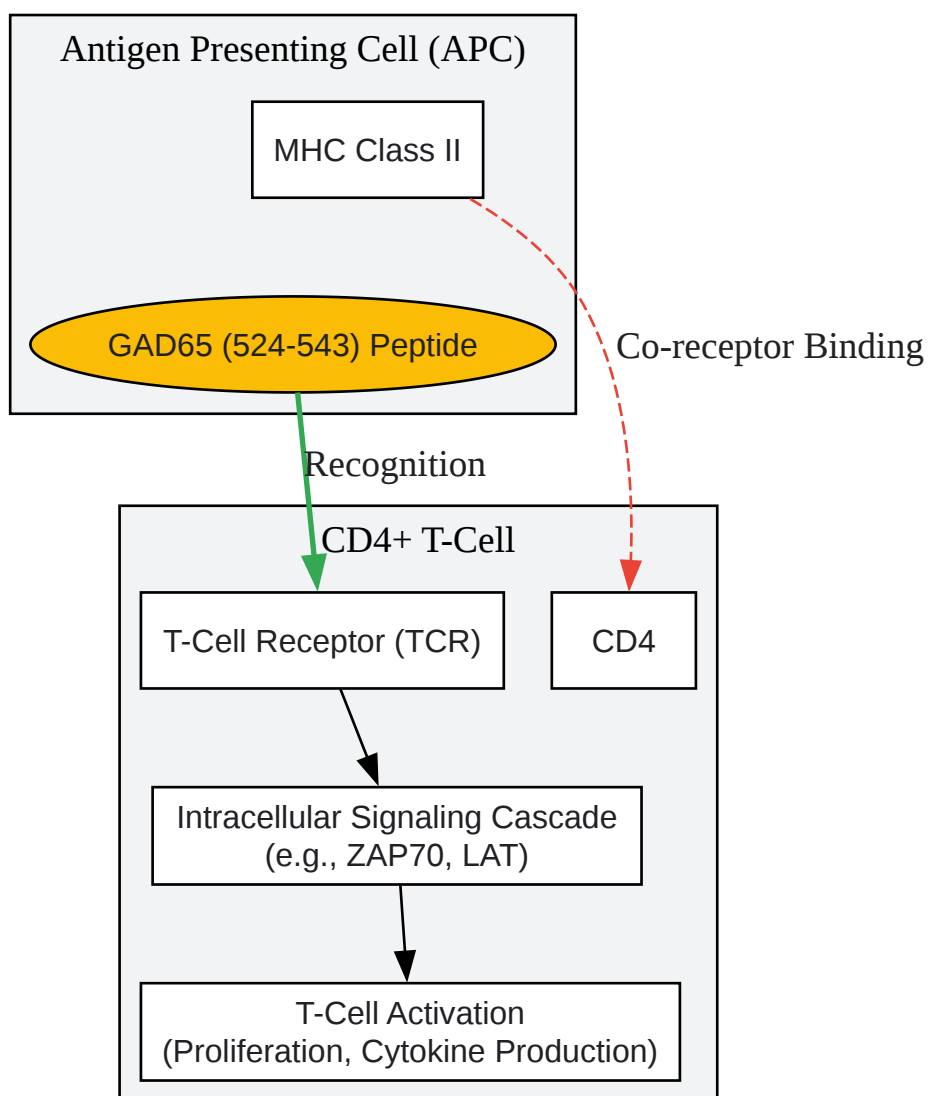 Antigen Presenting Cell (APC)
MHC Class II
GAD65 (524-543) Peptide
Co-receptor Binding
Recognition
CD4+ T-Cell
T-Cell Receptor (TCR)
CD4
Intracellular Signaling Cascade
(e.g., ZAP70, LAT)
T-Cell Activation
(Proliferation, Cytokine Production)